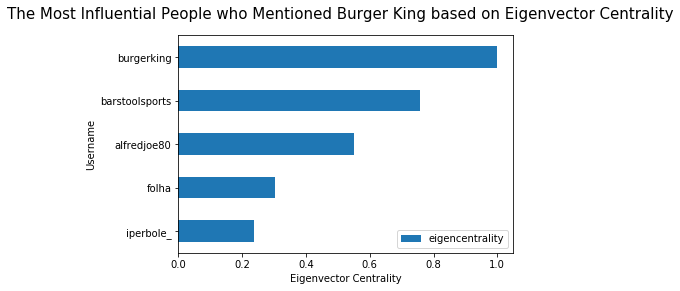 The Most Influential People who Mentioned Burger King based on Eigenvector Centrality
burgerking
barstoolsports
alfredjoe80
folha
iperbole_
Username
eigencentrality
0.0 0.2 0.4 0.6 0.8 1.0
Eigenvector Centrality